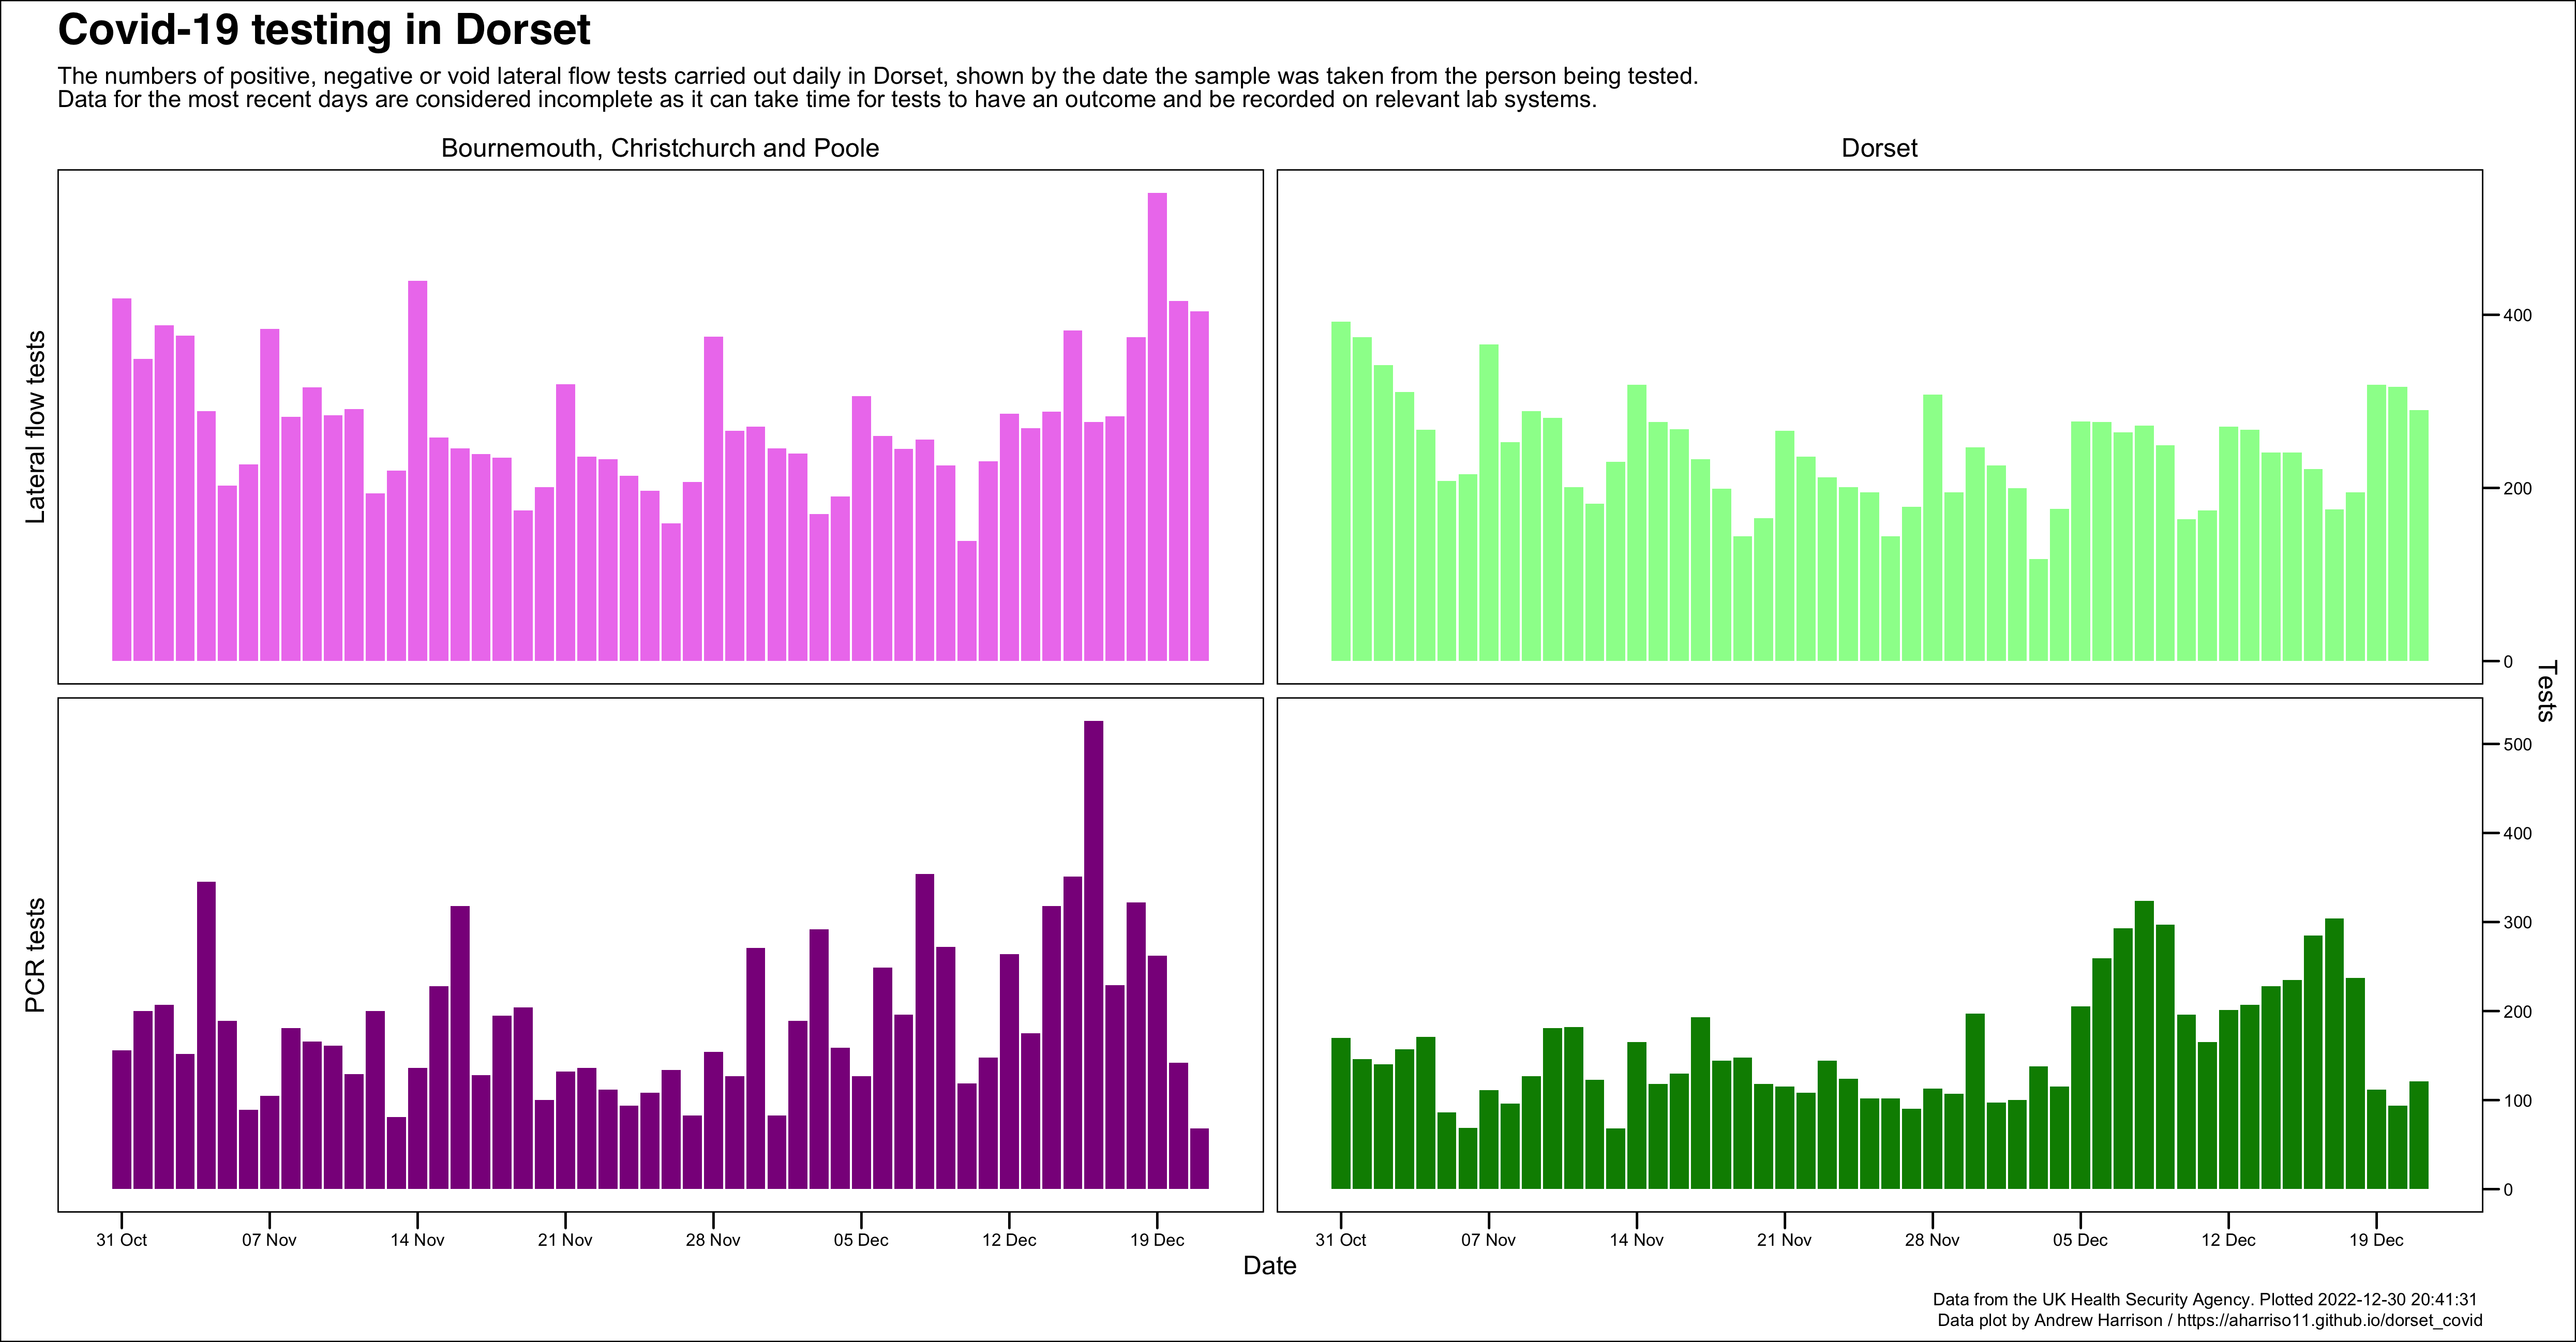 Covid-19 testing in Dorset
The numbers of positive, negative or void lateral flow tests carried out daily in Dorset, shown by the date the sample was taken from the person being tested.
Data for the most recent days are considered incomplete as it can take time for tests to have an outcome and be recorded on relevant lab systems.
Bournemouth, Christchurch and Poole
Dorset
Lateral flow tests
400
200
0
Tests
PCR tests
500
400
300
200
100
0
31 Oct 07 Nov 14 Nov 21 Nov 28 Nov 05 Dec 12 Dec 19 Dec
31 Oct 07 Nov 14 Nov 21 Nov 28 Nov 05 Dec 12 Dec 19 Dec
Date
Data from the UK Health Security Agency. Plotted 2022-12-30 20:41:31
Data plot by Andrew Harrison / https://aharriso11.github.io/dorset_covid